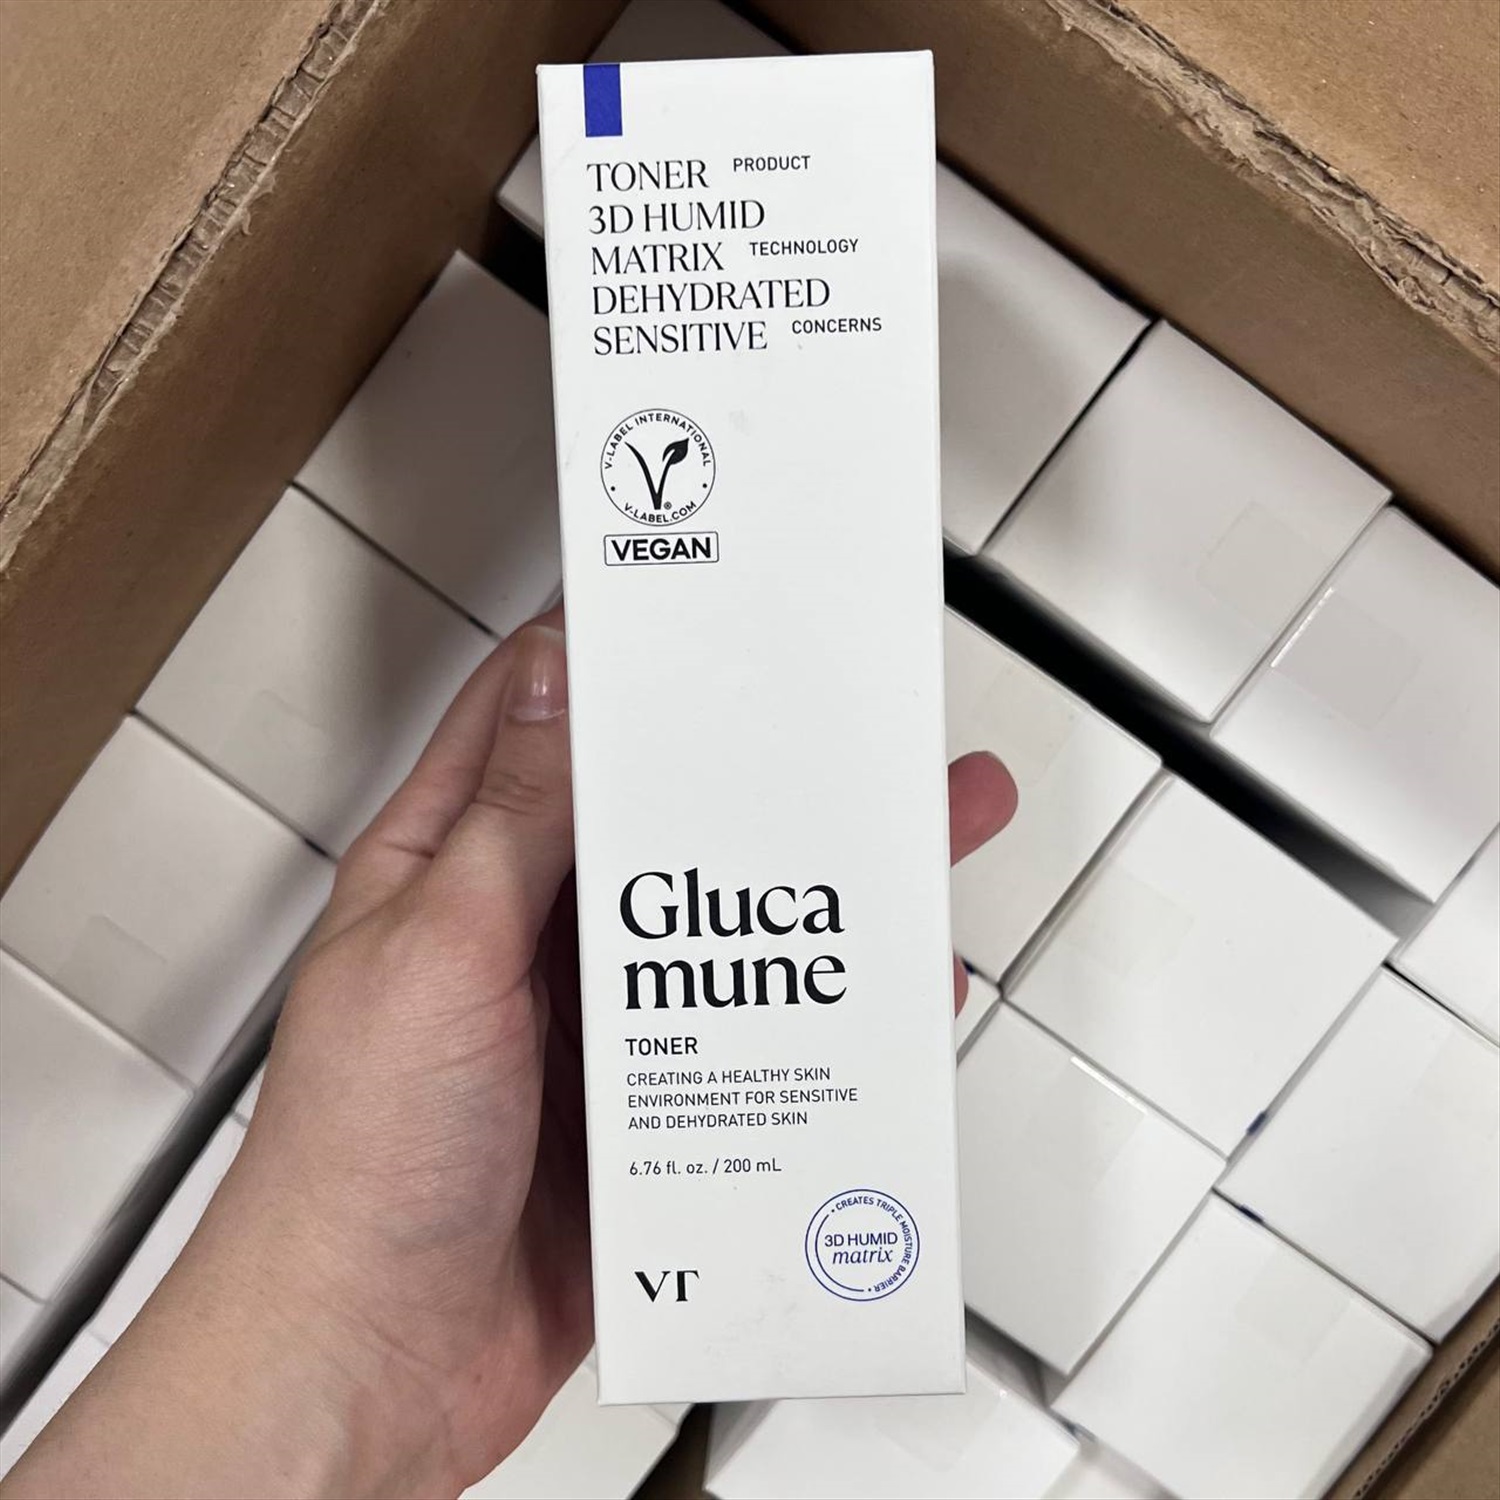 TONER PRODUCT
3D HUMID
MATRIX TECHNOLOGY
DEHYDRATED
SENSITIVE CONCERNS
V-LABEL INTERNATIONAL
V-LABEL.COM
VEGAN
Gluca
mune
TONER
CREATING A HEALTHY SKIN
ENVIRONMENT FOR SENSITIVE
AND DEHYDRATED SKIN
6.76 fl. oz. / 200 mL
• CREATES TRIPLE MOISTURE BARRIER •
3D HUMID
matrix
VT